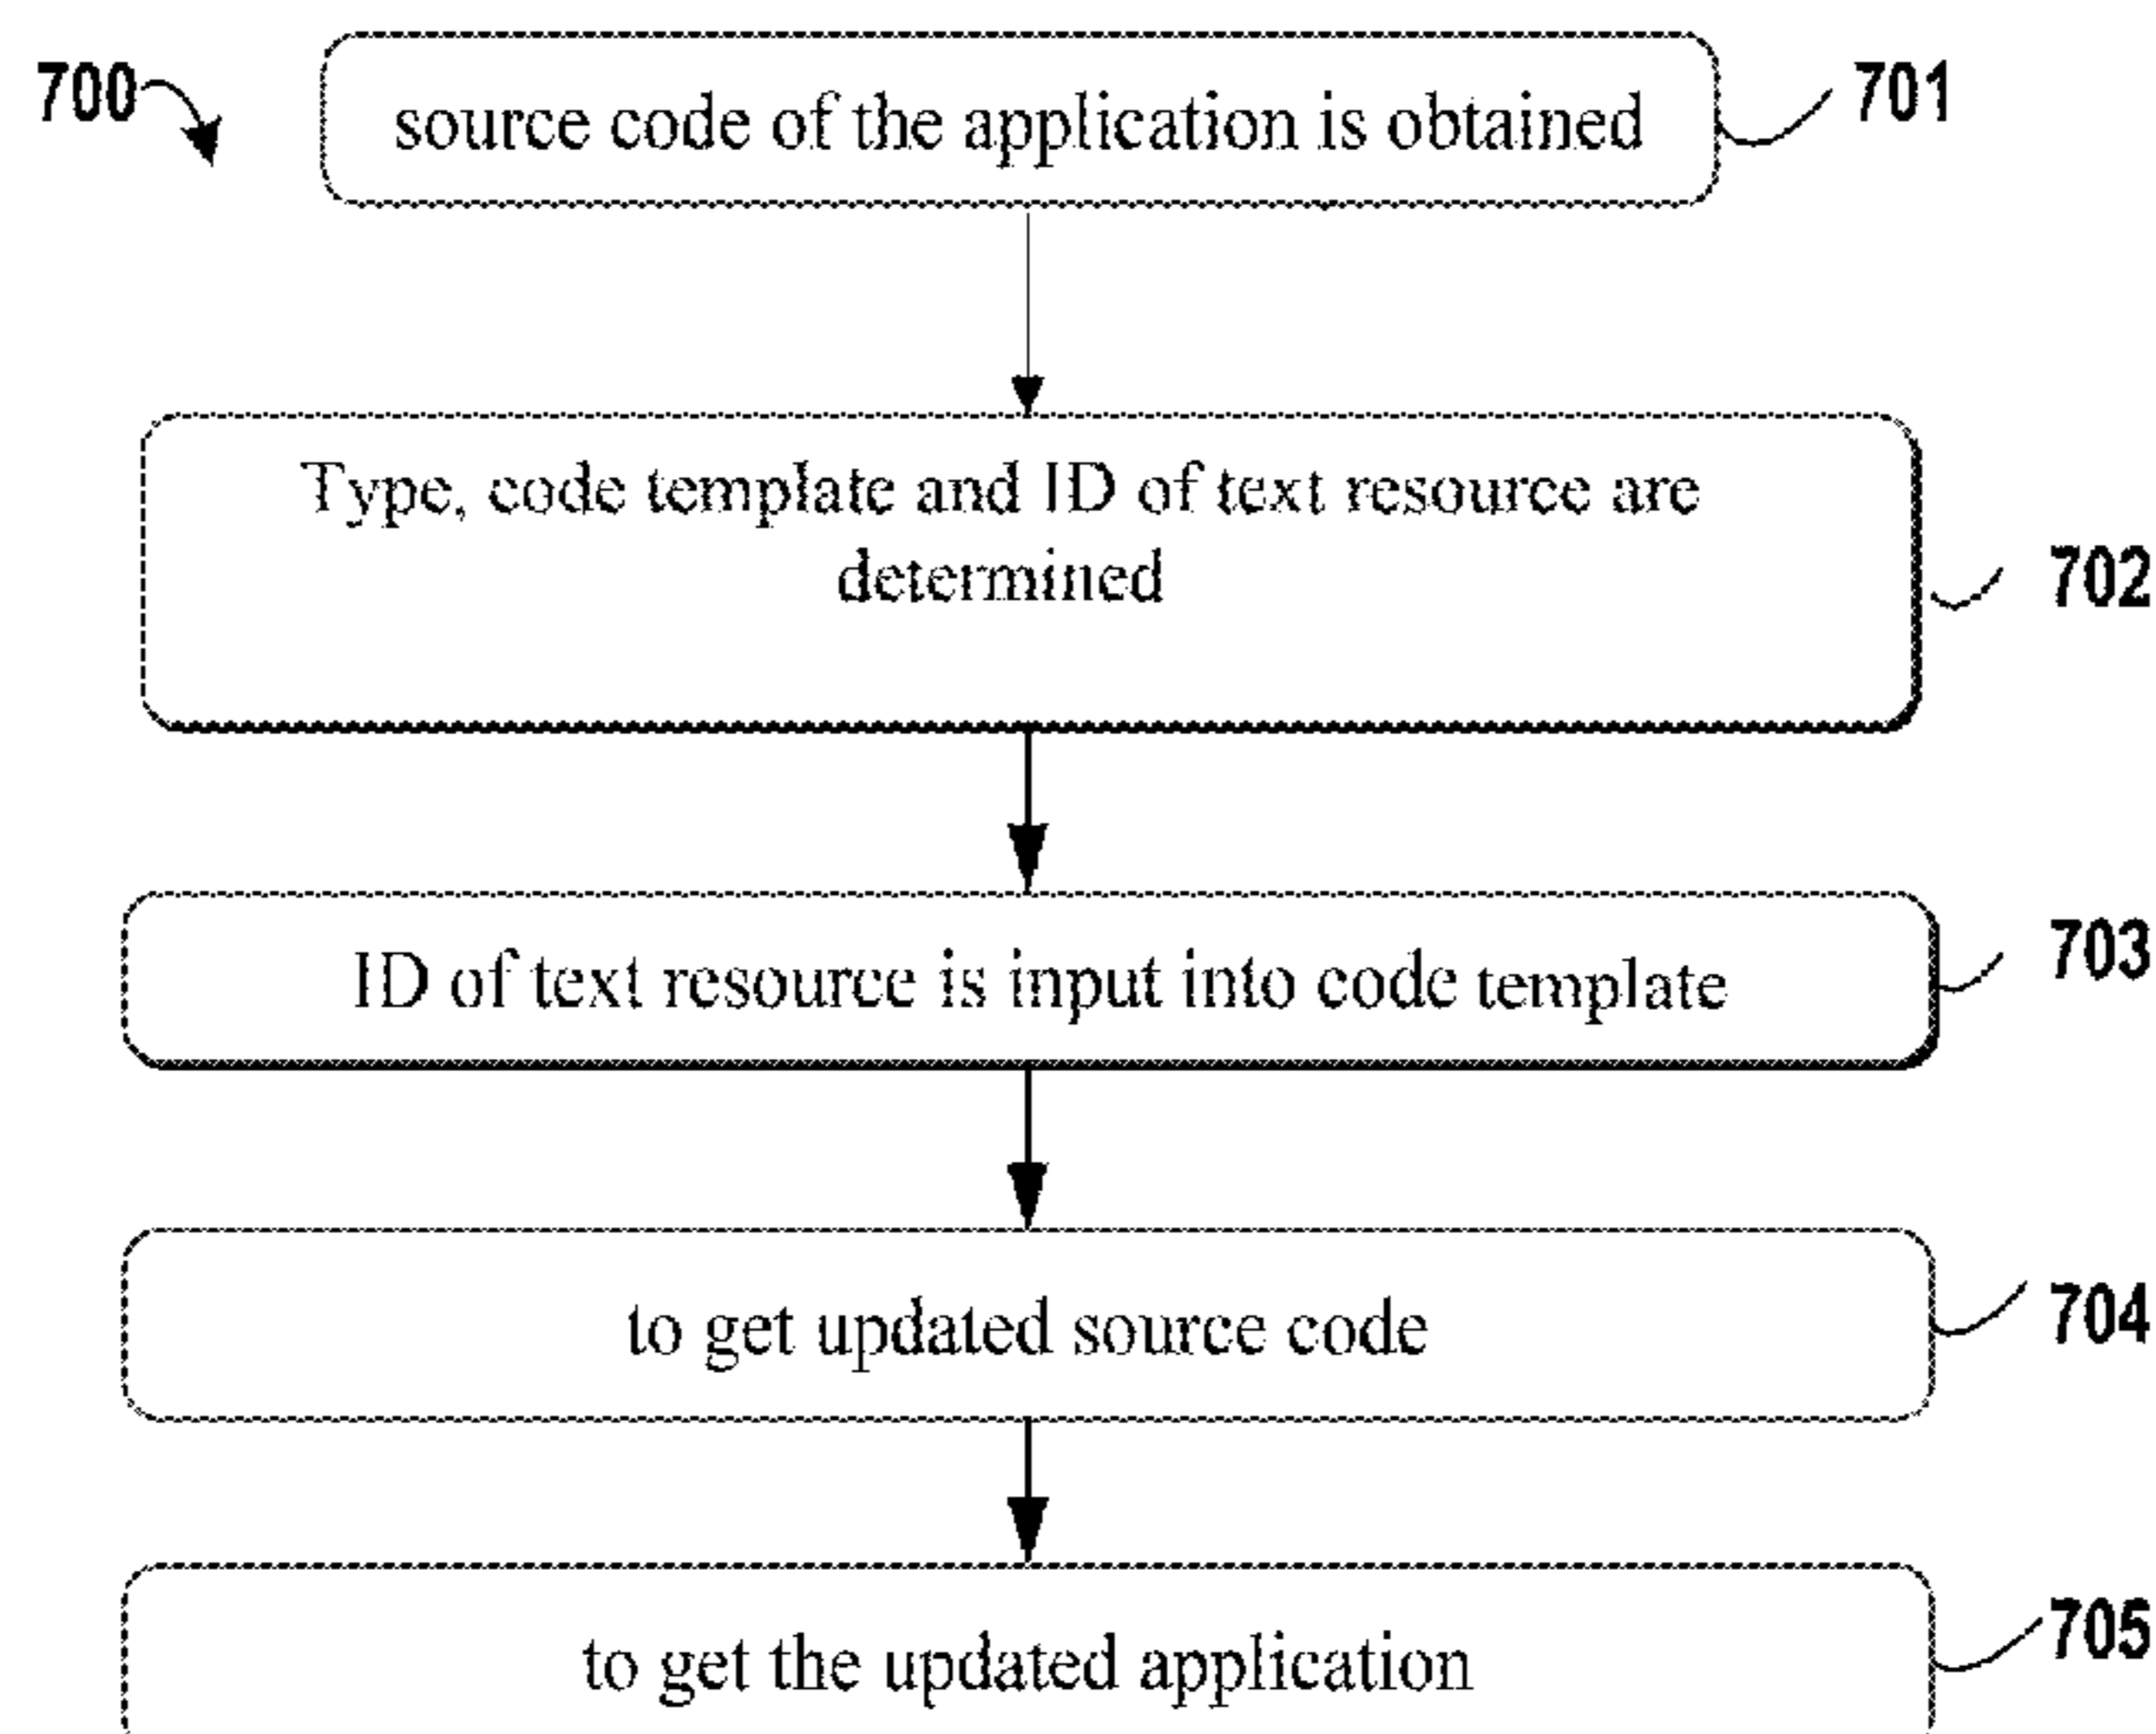 700
source code of the application is obtained
701
Type, code template and ID of text resource are
determined
702
ID of text resource is input into code template
703
to get updated source code
704
to get the updated application
705